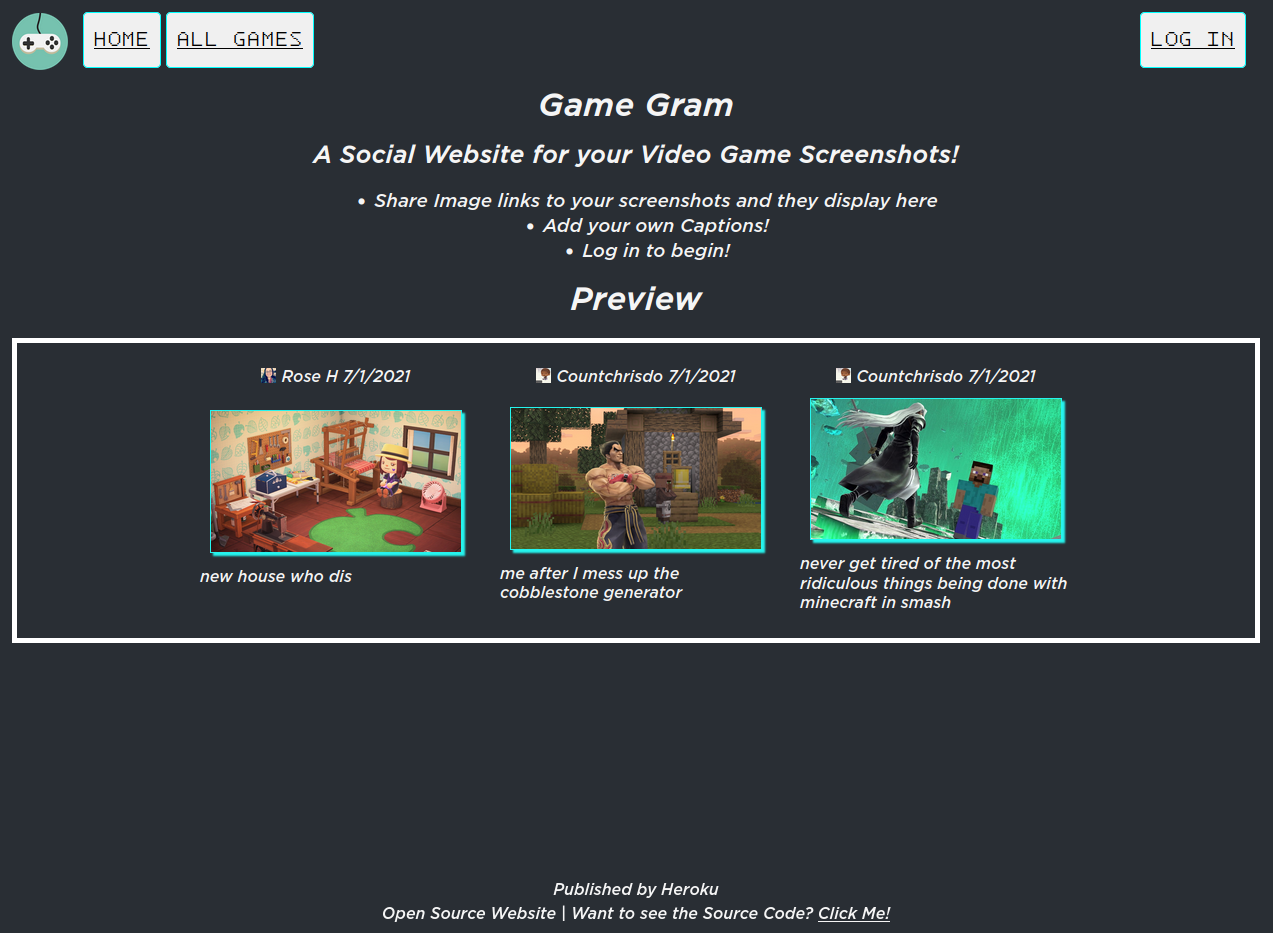 HOME
ALL GAMES
LOG IN
Game Gram
A Social Website for your Video Game Screenshots!
• Share Image links to your screenshots and they display here
• Add your own Captions!
• Log in to begin!
Preview
Rose H 7/1/2021
new house who dis
Countchrisdo 7/1/2021
me after I mess up the
cobblestone generator
Countchrisdo 7/1/2021
never get tired of the most
ridiculous things being done with
minecraft in smash
Published by Heroku
Open Source Website | Want to see the Source Code? Click Me!